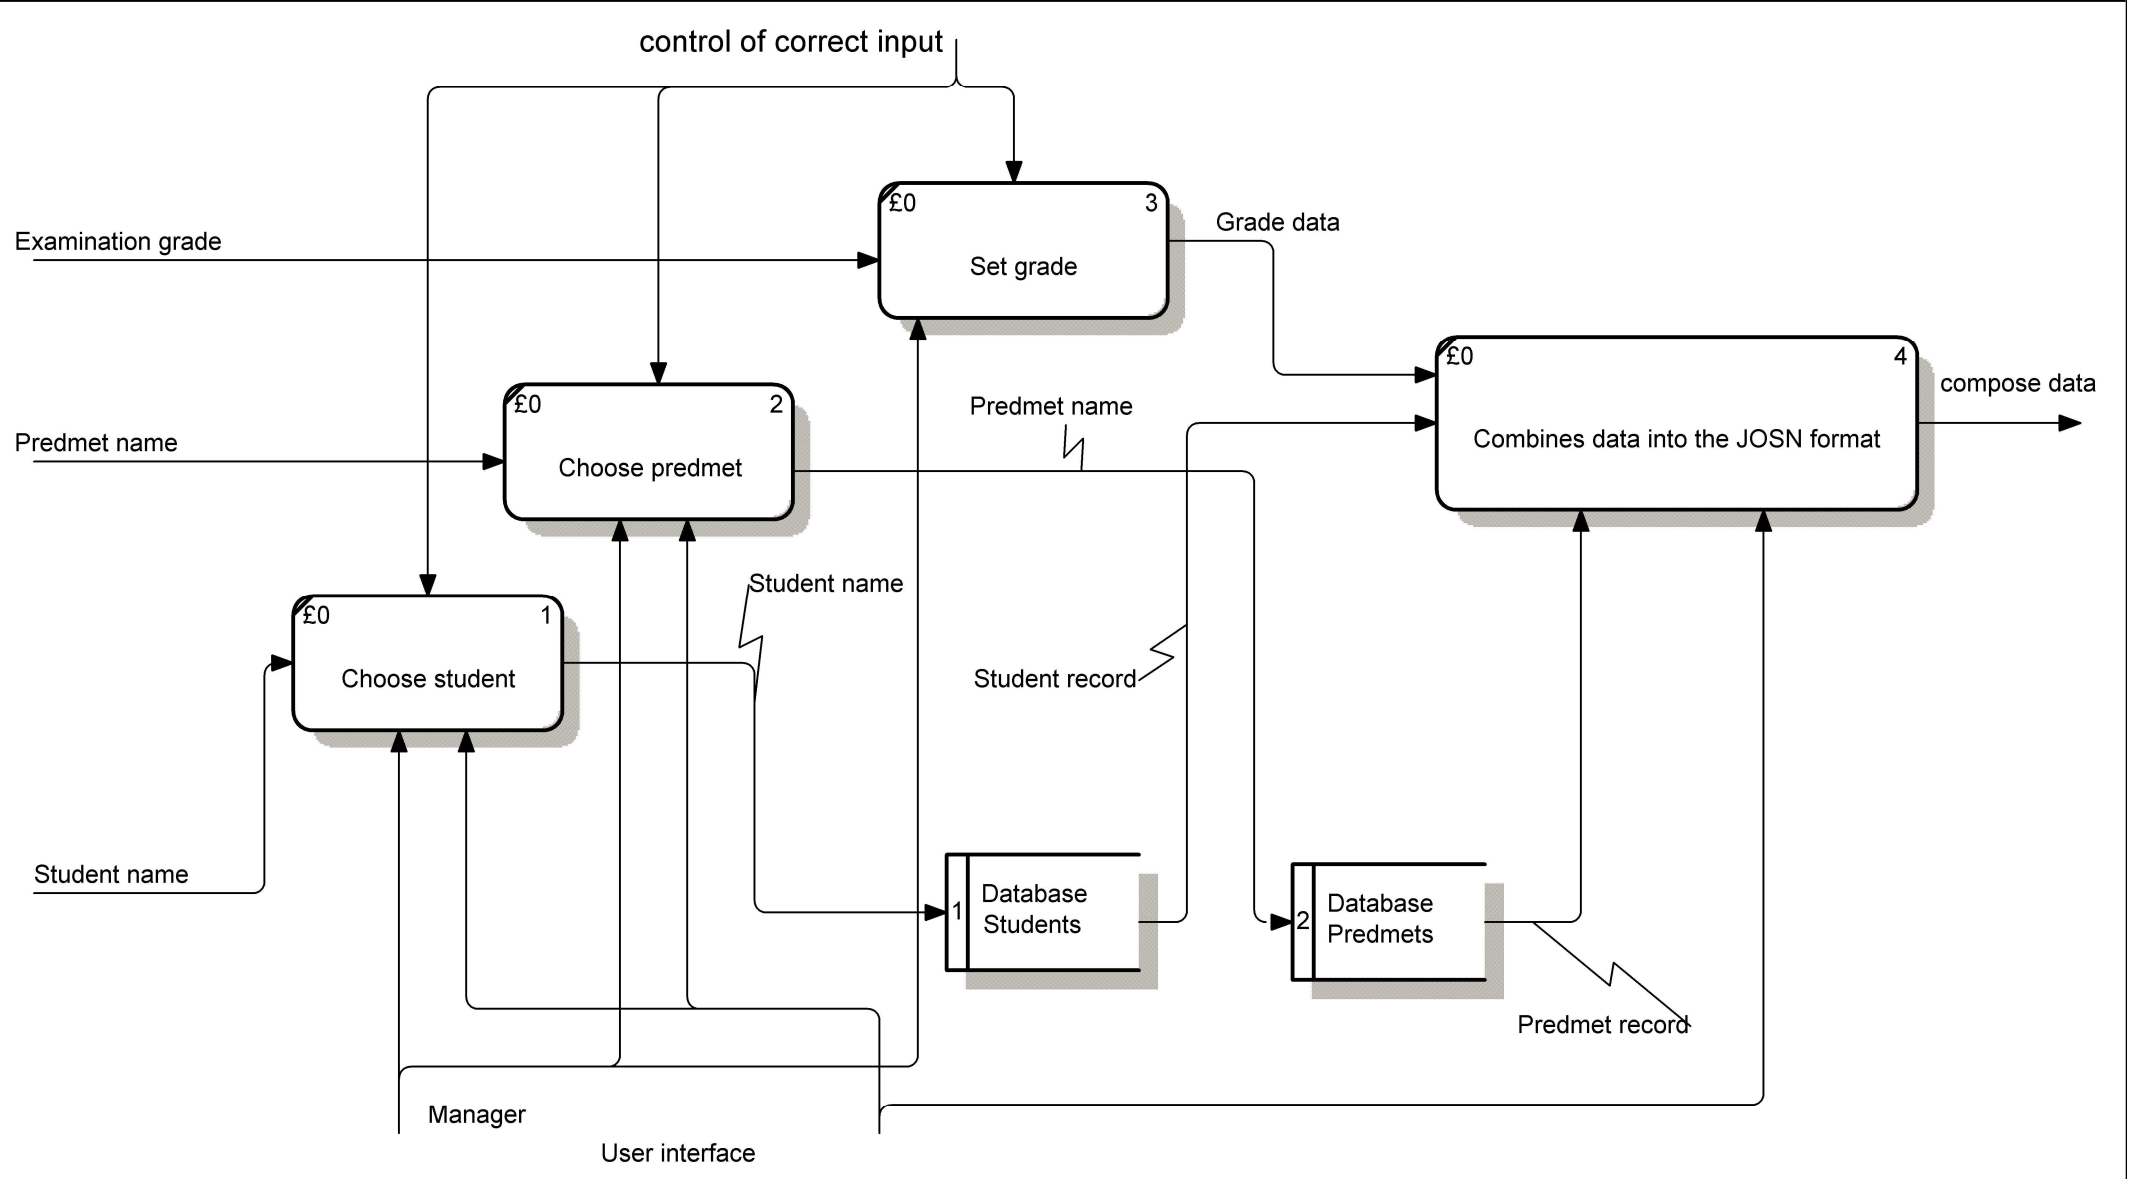 control of correct input
£0 3
Set grade
Examination grade
Grade data
£0 4
Combines data into the JOSN format
compose data
£0 2
Choose predmet
Predmet name
Predmet name
Student name
£0 1
Choose student
Student record
Student name
1
Database
Students
2
Database
Predmets
Predmet record
Manager
User interface